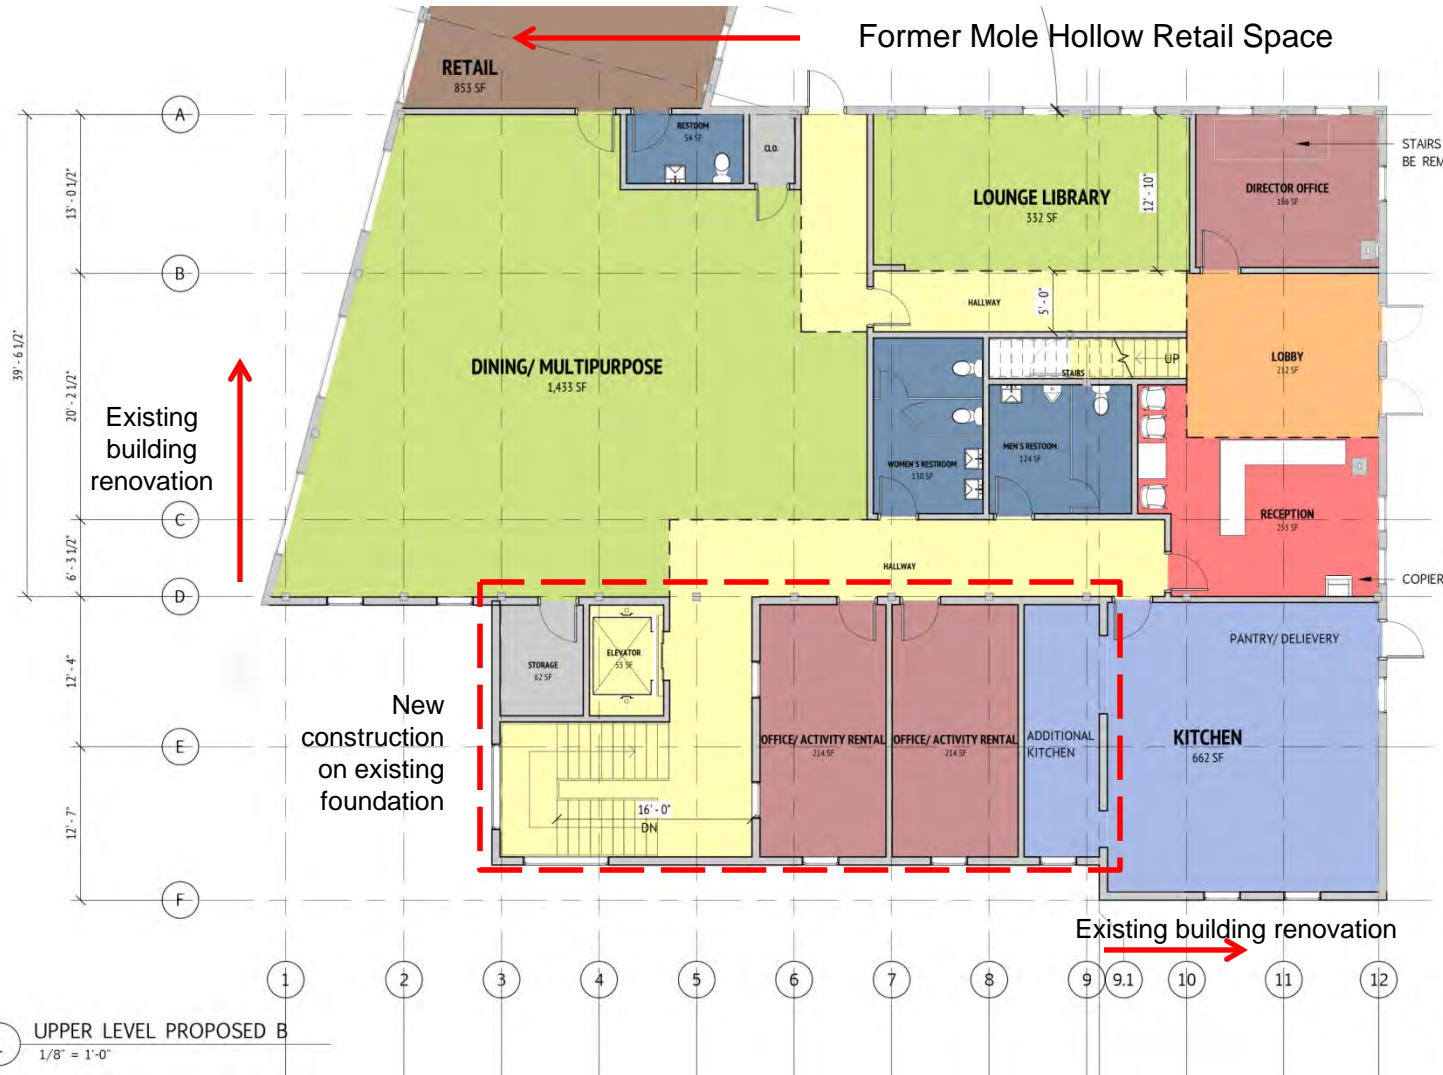 Former Mole Hollow Retail Space
RETAIL
853 SF
A
RESTOOM
54 SF
CLO.
STAIRS
BE REM
13' - 0 1/2"
LOUNGE LIBRARY
332 SF
12' - 10"
DIRECTOR OFFICE
186 SF
B
HALLWAY
5' - 0"
39' - 6 1/2"
DINING/ MULTIPURPOSE
1,433 SF
UP
STAIRS
LOBBY
212 SF
20' - 2 1/2"
Existing
building
renovation
WOMEN'S RESTROOM
130 SF
MEN'S RESTOOM
124 SF
C
RECEPTION
255 SF
6' - 3 1/2"
HALLWAY
COPIER
D
12' - 4"
STORAGE
62 SF
ELEVATOR
55 SF
PANTRY/ DELIEVERY
New
construction
on existing
foundation
E
OFFICE/ ACTIVITY RENTAL
214 SF
OFFICE/ ACTIVITY RENTAL
214 SF
ADDITIONAL
KITCHEN
KITCHEN
662 SF
12' - 7"
16' - 0"
DN
F
Existing building renovation
1
2
3
4
5
6
7
8
9
9.1
10
11
12
UPPER LEVEL PROPOSED B
1/8" = 1'-0"